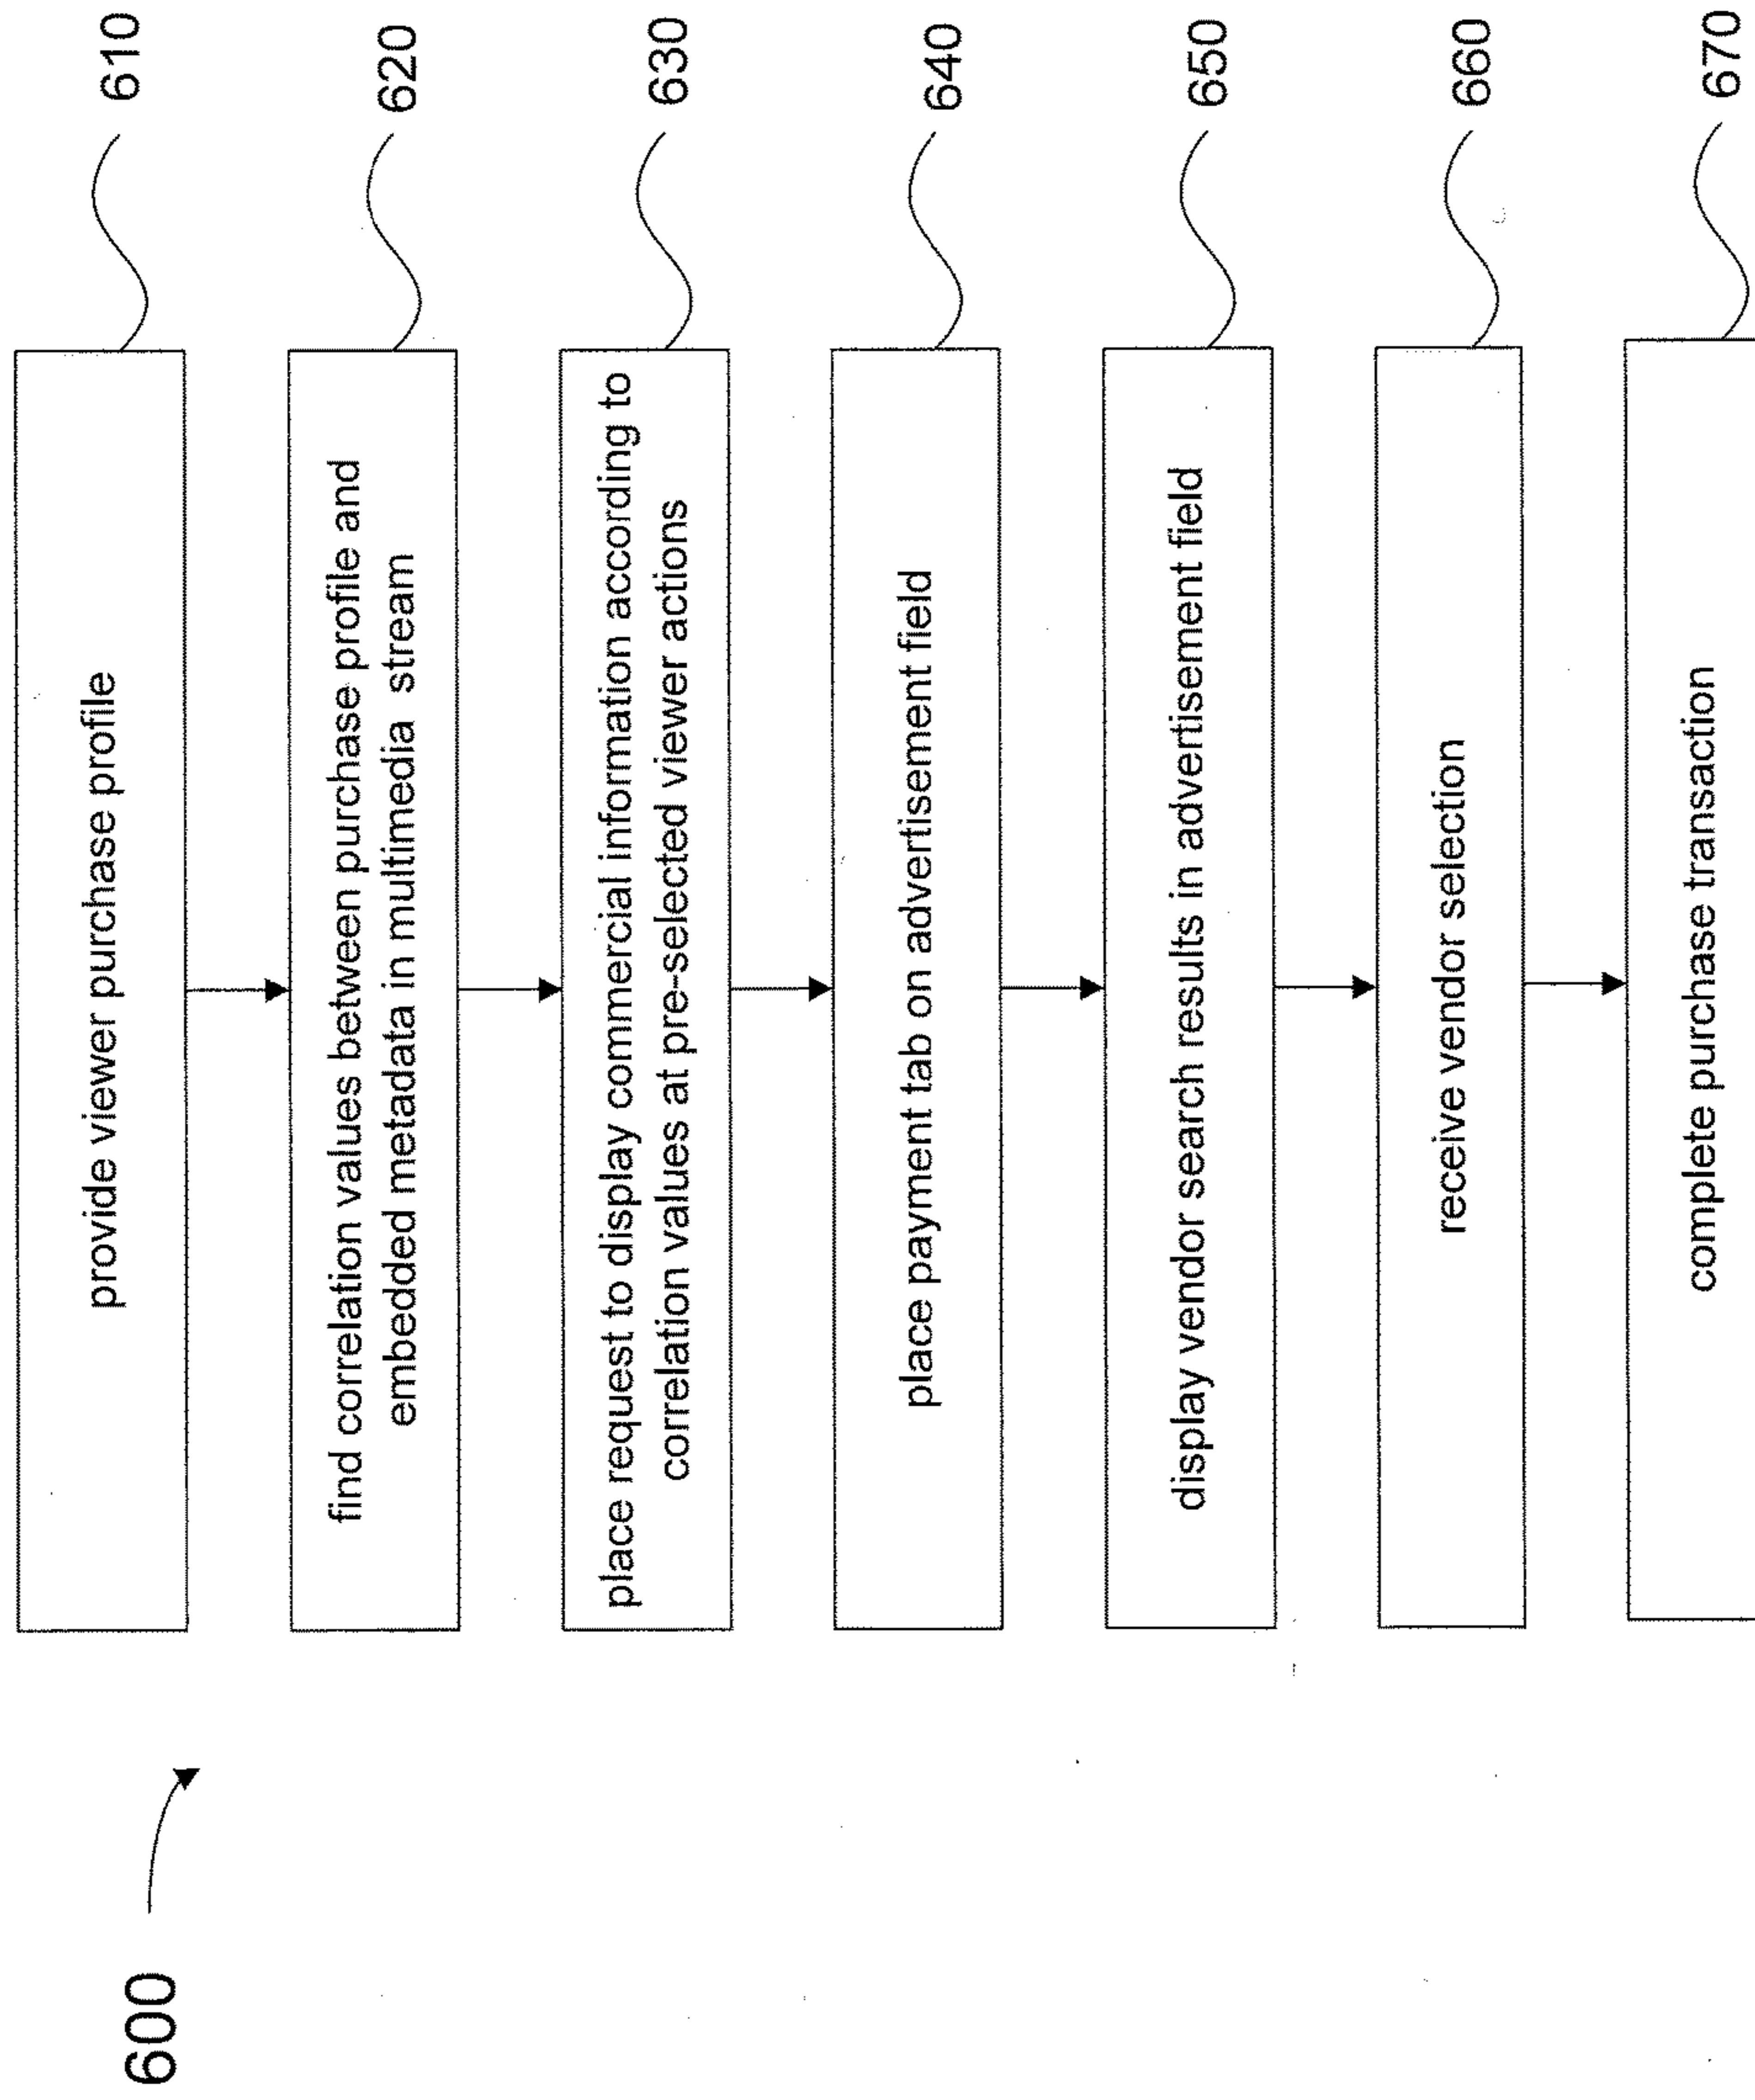 600
provide viewer purchase profile
610
find correlation values between purchase profile and
embedded metadata in multimedia stream
620
place request to display commercial information according to
correlation values at pre-selected viewer actions
630
place payment tab on advertisement field
640
display vendor search results in advertisement field
650
receive vendor selection
660
complete purchase transaction
670